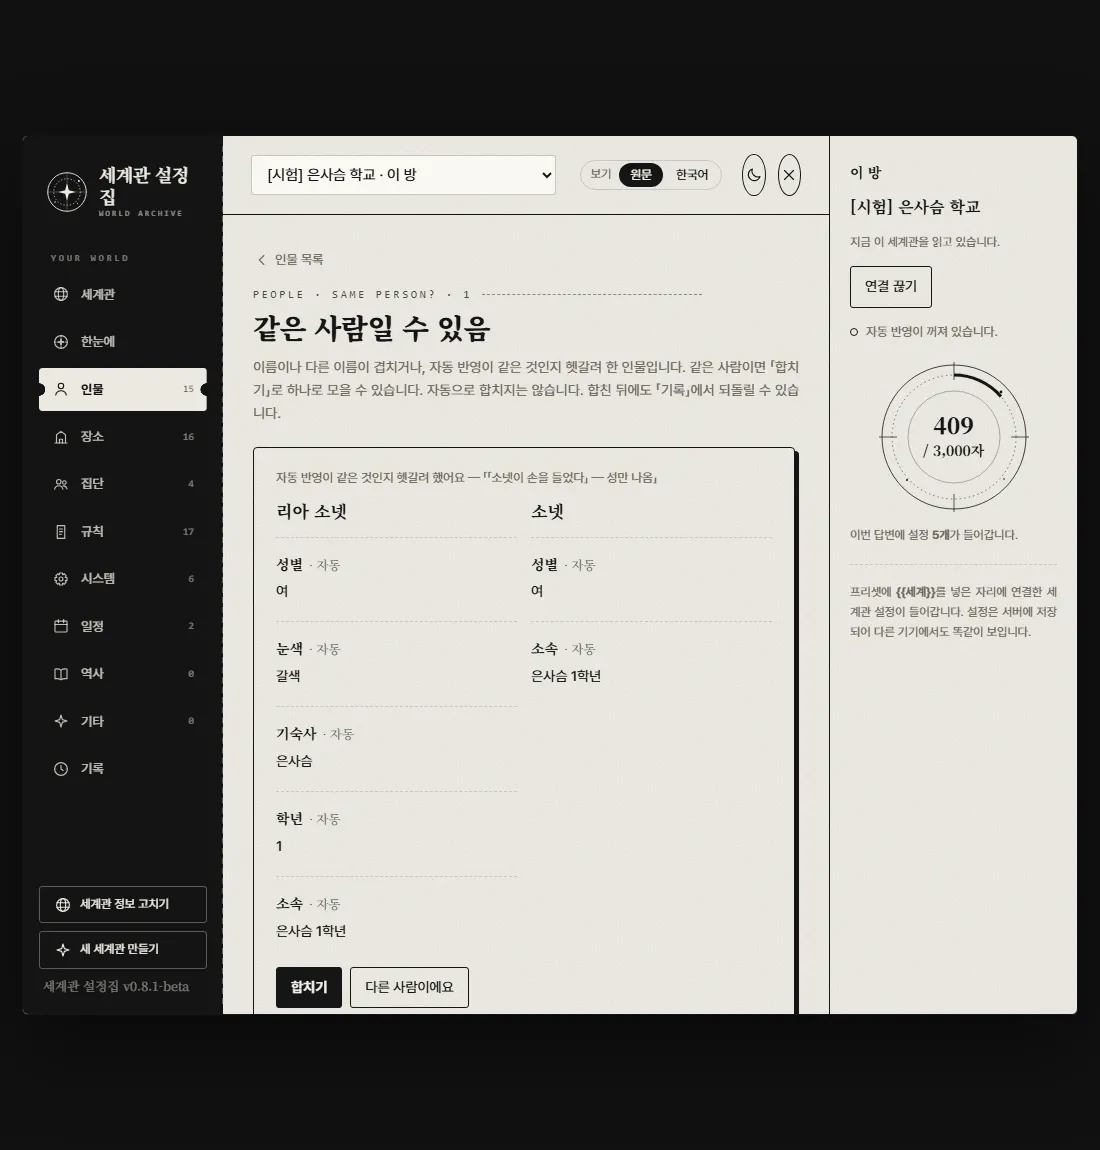 세계관 설정
집
WORLD ARCHIVE
YOUR WORLD
세계관
한눈에
인물 15
장소 16
집단 4
규칙 17
시스템 6
일정 2
역사 0
기타 0
기록
세계관 정보 고치기
새 세계관 만들기
세계관 설정집 v0.8.1-beta
[시험] 은사슴 학교 · 이 방
보기 원문 한국어
인물 목록
PEOPLE · SAME PERSON? · 1
같은 사람일 수 있음
이름이나 다른 이름이 겹치거나, 자동 반영이 같은 것인지 헷갈려 한 인물입니다. 같은 사람이면 「합치
기」로 하나로 모을 수 있습니다. 자동으로 합치지는 않습니다. 합친 뒤에도 「기록」에서 되돌릴 수 있습
니다.
자동 반영이 같은 것인지 헷갈려 했어요 — 「「소넷이 손을 들었다」 — 성만 나옴」
리아 소넷
성별 · 자동
여
눈색 · 자동
갈색
기숙사 · 자동
은사슴
학년 · 자동
1
소속 · 자동
은사슴 1학년
소넷
성별 · 자동
여
소속 · 자동
은사슴 1학년
합치기 다른 사람이에요
이 방
[시험] 은사슴 학교
지금 이 세계관을 읽고 있습니다.
연결 끊기
자동 반영이 꺼져 있습니다.
409
/ 3,000자
이번 답변에 설정 5개가 들어갑니다.
프리셋에 {{세계}}를 넣은 자리에 연결한 세
계관 설정이 들어갑니다. 설정은 서버에 저장
되어 다른 기기에서도 똑같이 보입니다.